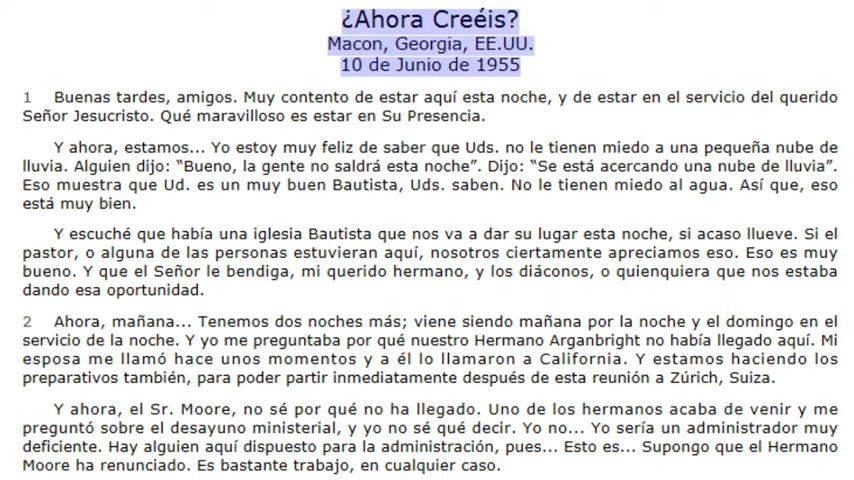 ¿Ahora Creéis?
Macon, Georgia, EE.UU.
10 de Junio de 1955
1 Buenas tardes, amigos. Muy contento de estar aquí esta noche, y de estar en el servicio del querido
Señor Jesucristo. Qué maravilloso es estar en Su Presencia.
Y ahora, estamos... Yo estoy muy feliz de saber que Uds. no le tienen miedo a una pequeña nube de
lluvia. Alguien dijo: “Bueno, la gente no saldrá esta noche”. Dijo: “Se está acercando una nube de lluvia”.
Eso muestra que Ud. es un muy buen Bautista, Uds. saben. No le tienen miedo al agua. Así que, eso
está muy bien.
Y escuché que había una iglesia Bautista que nos va a dar su lugar esta noche, si acaso llueve. Si el
pastor, o alguna de las personas estuvieran aquí, nosotros ciertamente apreciamos eso. Eso es muy
bueno. Y que el Señor le bendiga, mi querido hermano, y los diáconos, o quienquiera que nos estaba
dando esa oportunidad.
2 Ahora, mañana... Tenemos dos noches más; viene siendo mañana por la noche y el domingo en el
servicio de la noche. Y yo me preguntaba por qué nuestro Hermano Arganbright no había llegado aquí. Mi
esposa me llamó hace unos momentos y a él lo llamaron a California. Y estamos haciendo los
preparativos también, para poder partir inmediatamente después de esta reunión a Zúrich, Suiza.
Y ahora, el Sr. Moore, no sé por qué no ha llegado. Uno de los hermanos acaba de venir y me
preguntó sobre el desayuno ministerial, y yo no sé qué decir. Yo no... Yo sería un administrador muy
deficiente. Hay alguien aquí dispuesto para la administración, pues... Esto es... Supongo que el Hermano
Moore ha renunciado. Es bastante trabajo, en cualquier caso.